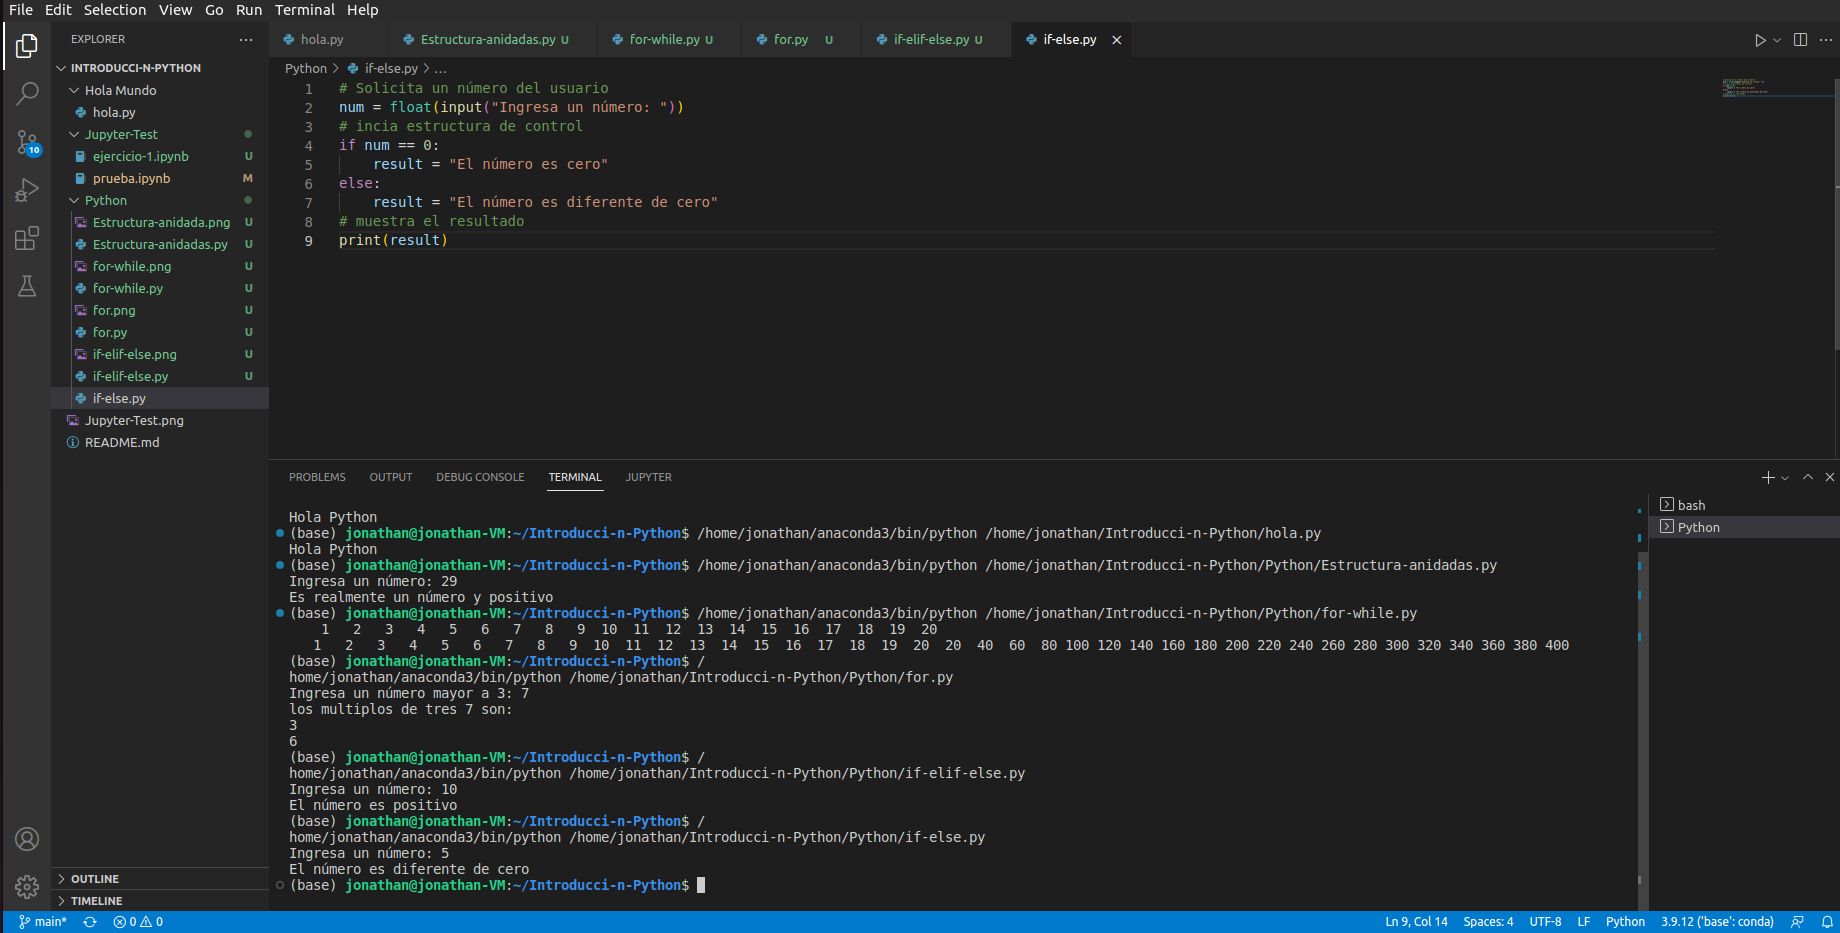 File Edit Selection View Go Run Terminal Help
EXPLORER
INTRODUCCI-N-PYTHON
Hola Mundo
hola.py
Jupyter-Test
ejercicio-1.ipynb U
prueba.ipynb M
Python
Estructura-anidada.png U
Estructura-anidadas.py U
for-while.png U
for-while.py U
for.png U
for.py U
if-elif-else.png U
if-elif-else.py U
if-else.py
Jupyter-Test.png
README.md
OUTLINE
TIMELINE
10
hola.py Estructura-anidadas.py U for-while.py U for.py U if-elif-else.py U if-else.py
Python > if-else.py > ...
1 # Solicita un número del usuario
2 num = float(input("Ingresa un número: "))
3 # incia estructura de control
4 if num == 0:
5 result = "El número es cero"
6 else:
7 result = "El número es diferente de cero"
8 # muestra el resultado
9 print(result)
PROBLEMS OUTPUT DEBUG CONSOLE TERMINAL JUPYTER
Hola Python
(base) jonathan@jonathan-VM:~/Introducci-n-Python$ /home/jonathan/anaconda3/bin/python /home/jonathan/Introducci-n-Python/hola.py
Hola Python
(base) jonathan@jonathan-VM:~/Introducci-n-Python$ /home/jonathan/anaconda3/bin/python /home/jonathan/Introducci-n-Python/Python/Estructura-anidadas.py
Ingresa un número: 29
Es realmente un número y positivo
(base) jonathan@jonathan-VM:~/Introducci-n-Python$ /home/jonathan/anaconda3/bin/python /home/jonathan/Introducci-n-Python/Python/for-while.py
1 2 3 4 5 6 7 8 9 10 11 12 13 14 15 16 17 18 19 20
1 2 3 4 5 6 7 8 9 10 11 12 13 14 15 16 17 18 19 20 20 40 60 80 100 120 140 160 180 200 220 240 260 280 300 320 340 360 380 400
(base) jonathan@jonathan-VM:~/Introducci-n-Python$ /
home/jonathan/anaconda3/bin/python /home/jonathan/Introducci-n-Python/Python/for.py
Ingresa un número mayor a 3: 7
los multiplos de tres 7 son:
3
6
(base) jonathan@jonathan-VM:~/Introducci-n-Python$ /
home/jonathan/anaconda3/bin/python /home/jonathan/Introducci-n-Python/Python/if-elif-else.py
Ingresa un número: 10
El número es positivo
(base) jonathan@jonathan-VM:~/Introducci-n-Python$ /
home/jonathan/anaconda3/bin/python /home/jonathan/Introducci-n-Python/Python/if-else.py
Ingresa un número: 5
El número es diferente de cero
(base) jonathan@jonathan-VM:~/Introducci-n-Python$
bash
Python
main* 0 0 Ln 9, Col 14 Spaces: 4 UTF-8 LF Python 3.9.12 ('base': conda)